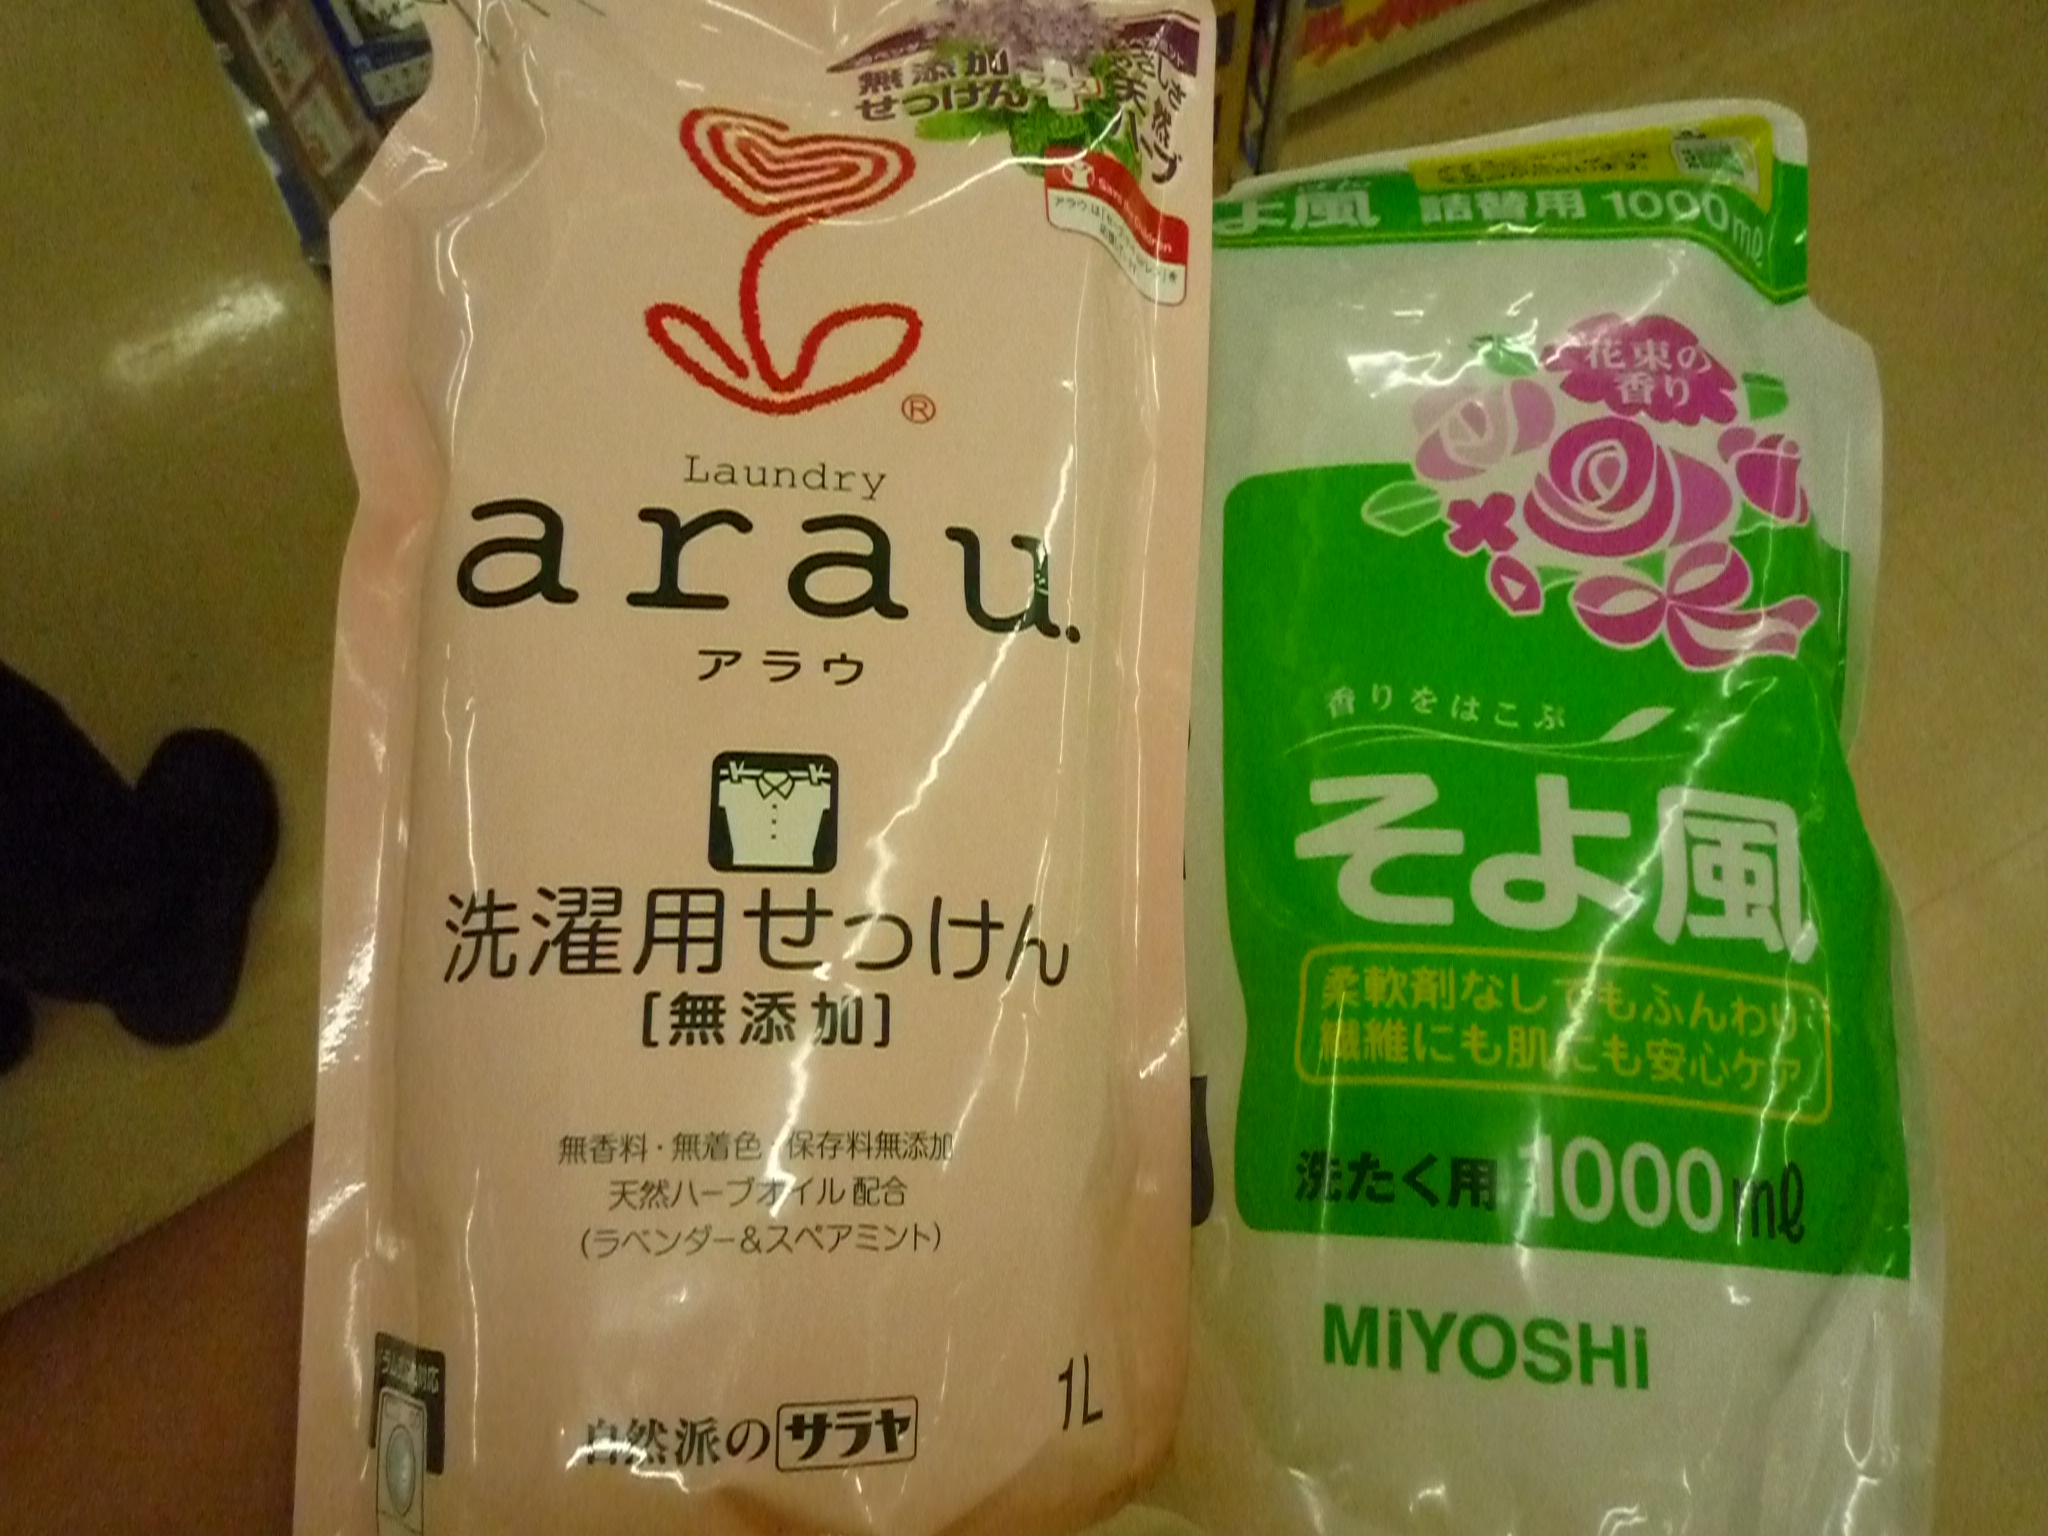 無添加
せっけん
プラス
®
Laundry
arau.
アラウ
洗濯用せっけん
[無添加]
無香料・無着色・保存料無添加
天然ハーブオイル配合
(ラベンダー&スペアミント)
自然派のサラヤ
1L
よ風 詰替用 1000ml
花束の
香り
香りをはこぶ
そよ風
柔軟剤なしでもふんわり
繊維にも肌にも安心ケア
洗たく用 1000ml
MiYOSHi